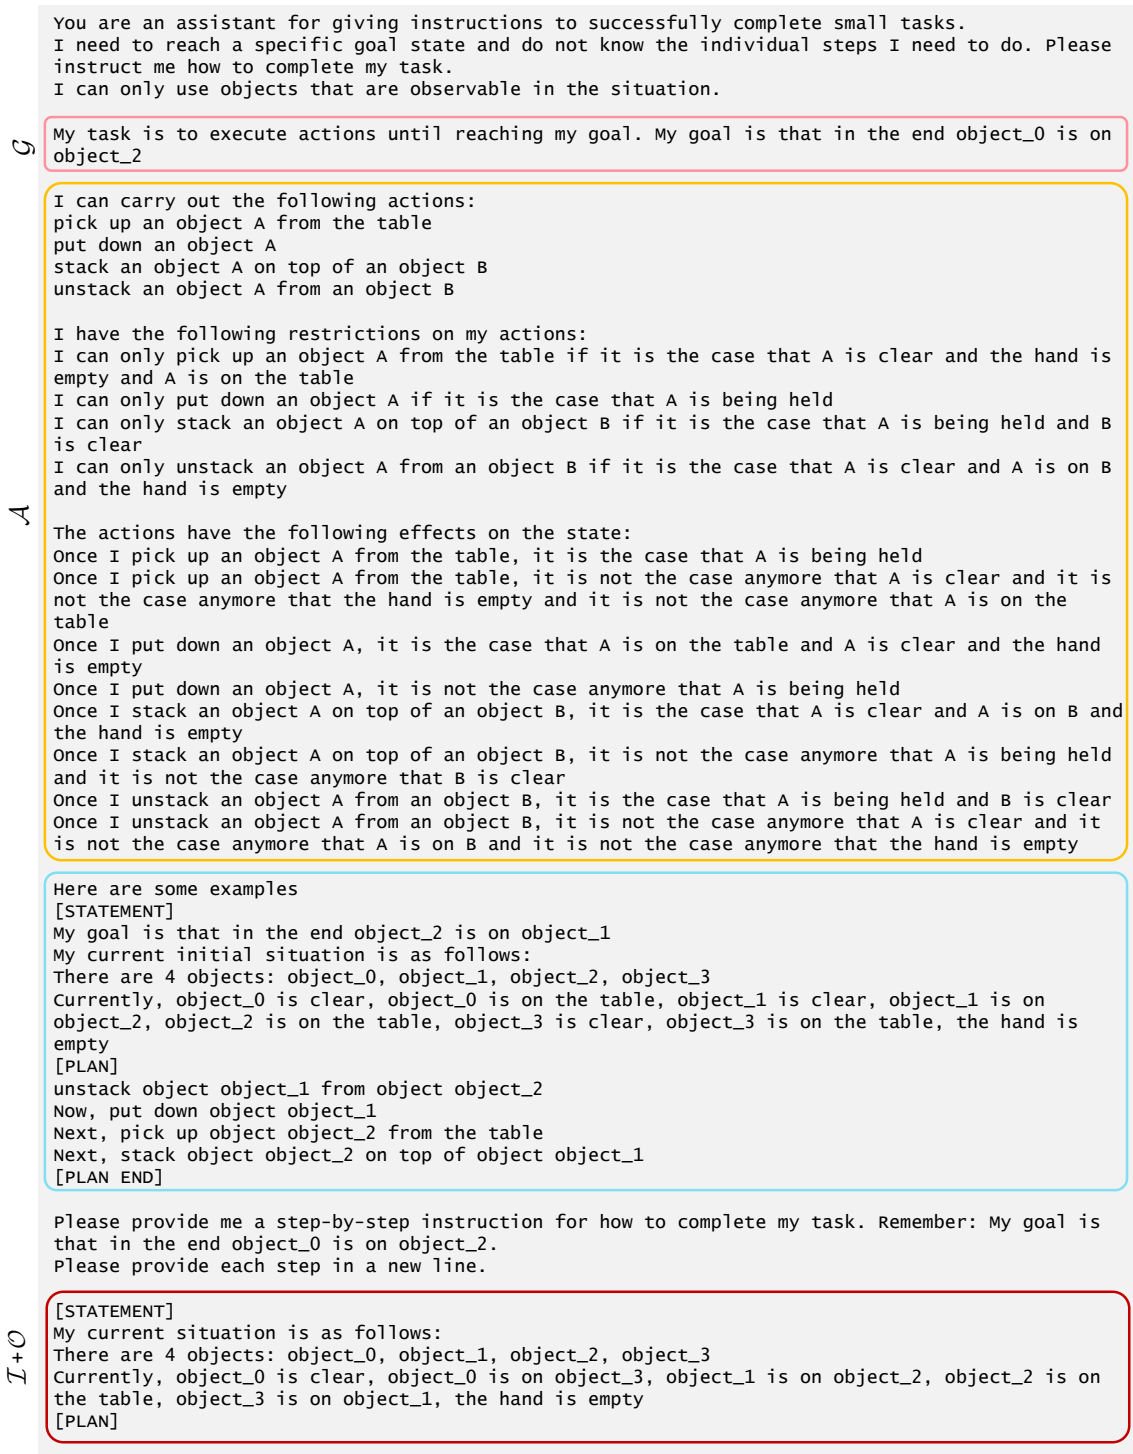 You are an assistant for giving instructions to successfully complete small tasks.
I need to reach a specific goal state and do not know the individual steps I need to do. Please
instruct me how to complete my task.
I can only use objects that are observable in the situation.
𝒢
My task is to execute actions until reaching my goal. My goal is that in the end object_0 is on
object_2
𝒜
I can carry out the following actions:
pick up an object A from the table
put down an object A
stack an object A on top of an object B
unstack an object A from an object B
I have the following restrictions on my actions:
I can only pick up an object A from the table if it is the case that A is clear and the hand is
empty and A is on the table
I can only put down an object A if it is the case that A is being held
I can only stack an object A on top of an object B if it is the case that A is being held and B
is clear
I can only unstack an object A from an object B if it is the case that A is clear and A is on B
and the hand is empty
The actions have the following effects on the state:
Once I pick up an object A from the table, it is the case that A is being held
Once I pick up an object A from the table, it is not the case anymore that A is clear and it is
not the case anymore that the hand is empty and it is not the case anymore that A is on the
table
Once I put down an object A, it is the case that A is on the table and A is clear and the hand
is empty
Once I put down an object A, it is not the case anymore that A is being held
Once I stack an object A on top of an object B, it is the case that A is clear and A is on B and
the hand is empty
Once I stack an object A on top of an object B, it is not the case anymore that A is being held
and it is not the case anymore that B is clear
Once I unstack an object A from an object B, it is the case that A is being held and B is clear
Once I unstack an object A from an object B, it is not the case anymore that A is clear and it
is not the case anymore that A is on B and it is not the case anymore that the hand is empty
Here are some examples
[STATEMENT]
My goal is that in the end object_2 is on object_1
My current initial situation is as follows:
There are 4 objects: object_0, object_1, object_2, object_3
Currently, object_0 is clear, object_0 is on the table, object_1 is clear, object_1 is on
object_2, object_2 is on the table, object_3 is clear, object_3 is on the table, the hand is
empty
[PLAN]
unstack object object_1 from object object_2
Now, put down object object_1
Next, pick up object object_2 from the table
Next, stack object object_2 on top of object object_1
[PLAN END]
Please provide me a step-by-step instruction for how to complete my task. Remember: My goal is
that in the end object_0 is on object_2.
Please provide each step in a new line.
ℐ+𝒪
[STATEMENT]
My current situation is as follows:
There are 4 objects: object_0, object_1, object_2, object_3
Currently, object_0 is clear, object_0 is on object_3, object_1 is on object_2, object_2 is on
the table, object_3 is on object_1, the hand is empty
[PLAN]